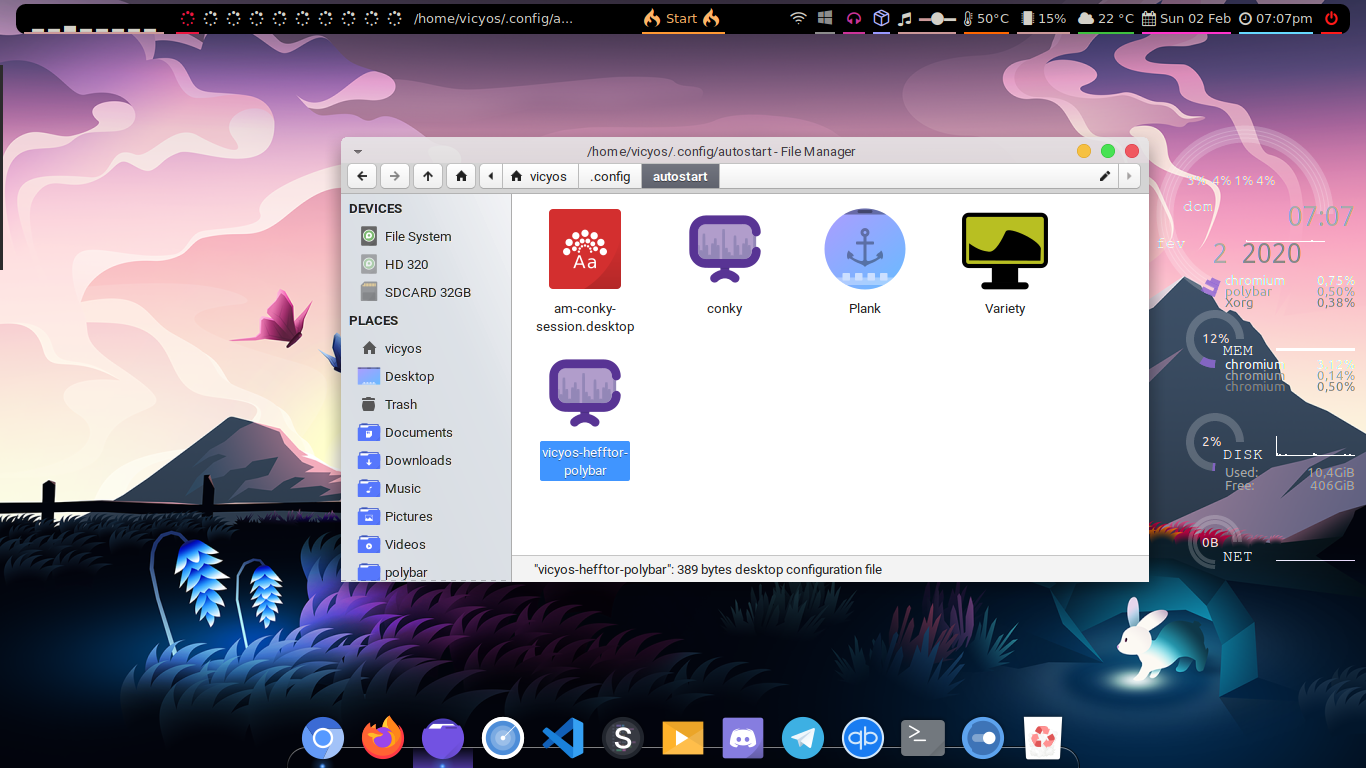 /home/vicyos/.config/a... Start 50°C 15% 22 °C Sun 02 Feb 07:07pm
/home/vicyos/.config/autostart - File Manager
vicyos .config autostart
DEVICES
File System
HD 320
SDCARD 32GB
PLACES
vicyos
Desktop
Trash
Documents
Downloads
Music
Pictures
Videos
polybar
Aa
am-conky-
session.desktop
conky
Plank
Variety
vicyos-hefftor-
polybar
"vicyos-hefftor-polybar": 389 bytes desktop configuration file
4% 1% 4%
dom 07:07
fev 2 2020
chromium 0,75%
polybar 0,50%
Xorg 0,38%
12%
MEM
chromium
chromium 0,14%
chromium 0,50%
2%
DISK
Used: 10,4GiB
Free: 406GiB
0B
NET
S